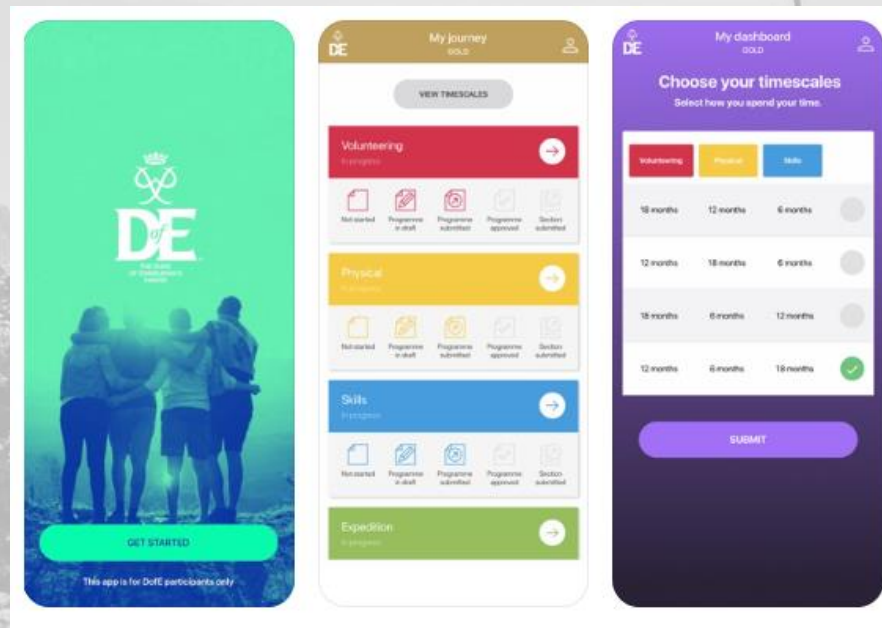 DofE
THE DUKE
OF EDINBURGH'S
AWARD
GET STARTED
This app is for DofE participants only
DofE
My journey
GOLD
VIEW TIMESCALES
Volunteering
In progress
Not started
Programme
in draft
Programme
submitted
Programme
approved
Section
submitted
Physical
In progress
Not started
Programme
in draft
Programme
submitted
Programme
approved
Section
submitted
Skills
In progress
Not started
Programme
in draft
Programme
submitted
Programme
approved
Section
submitted
Expedition
In progress
DofE
My dashboard
GOLD
Choose your timescales
Select how you spend your time.
Volunteering Physical Skills
18 months 12 months 6 months
12 months 18 months 6 months
18 months 6 months 12 months
12 months 6 months 18 months
SUBMIT